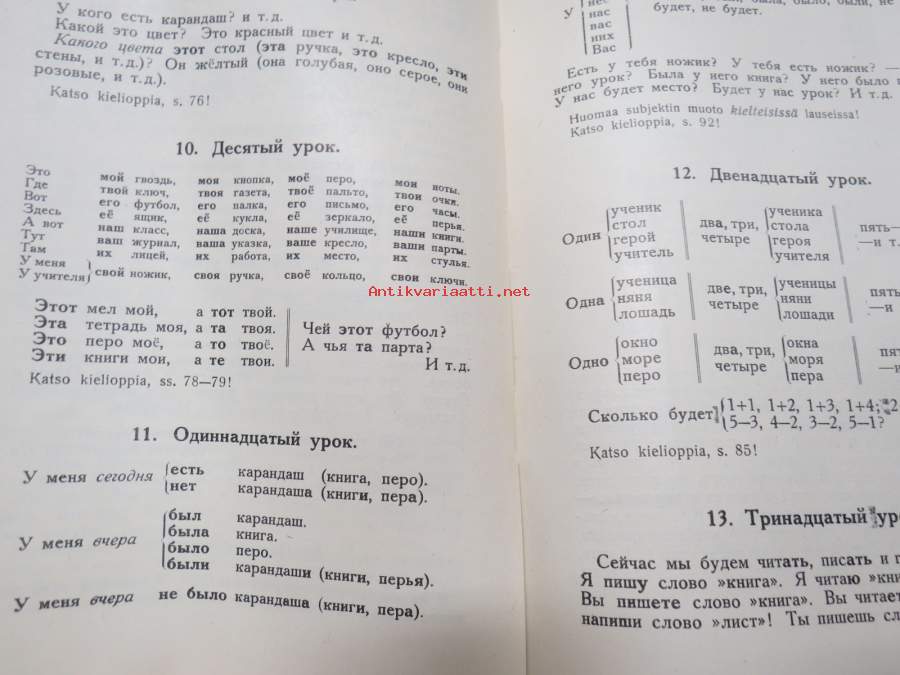 У кого есть карандаш? и т.д.
Какой это цвет? Это красный цвет и т.д.
Какого цвета этот стол (эта ручка, это кресло, эти
стены, и т.д.)? Он жёлтый (она голубая, оно серое, они
розовые, и т.д.).
Katso kielioppia, s. 76!
10. Десятый урок.
Это мой гвоздь, моя кнопка, моё перо, мои ноты.
Где твой ключ, твоя газета, твоё пальто, твои очки.
Вот его футбол, его палка, его письмо, его часы.
Здесь её ящик, её кукла, её зеркало, её перья.
А вот наш класс, наша доска, наше училище, наши книги.
Тут ваш журнал, ваша указка, ваше кресло, ваши парты.
Там их лицей, их работа, их место, их стулья.
У меня
У учителя свой ножик, своя ручка, своё кольцо, свои ключи.
Этот мел мой, а тот твой.
Эта тетрадь моя, а та твоя.
Это перо моё, а то твоё.
Эти книги мои, а те твои.
Чей этот футбол?
А чья та парта?
И т.д.
Katso kielioppia, ss. 78—79!
11. Одиннадцатый урок.
У меня сегодня
есть карандаш (книга, перо).
нет карандаша (книги, пера).
У меня вчера
был карандаш.
была книга.
было перо.
были карандаши (книги, перья).
У меня вчера не было карандаша (книги, пера).
У
нас
вас
них
Вас
будет, не будет.
Есть у тебя ножик? У тебя есть ножик? —
него урок? Была у него книга? У него было
У нас будет место? Будет у нас урок? И т.д.
Huomaa subjektin muoto kielteisissä lauseissa!
Katso kielioppia, s. 92!
12. Двенадцатый урок.
Один
ученик
стол
герой
учитель
два, три,
четыре
ученика
стола
героя
учителя
пять—
—и т.
Одна
ученица
няня
лошадь
две, три,
четыре
ученицы
няни
лошади
пять
—и
Одно
окно
море
перо
два, три,
четыре
окна
моря
пера
Сколько будет
1+1, 1+2, 1+3, 1+4; 2
5—3, 4—2, 3—2, 5—1?
Katso kielioppia, s. 85!
13. Тринадцатый
Сейчас мы будем читать, писать и
Я пишу слово »книга». Я читаю
Вы пишете слово »книга». Вы
напиши слово »лист»! Ты пишешь
Antikvariaatti.net